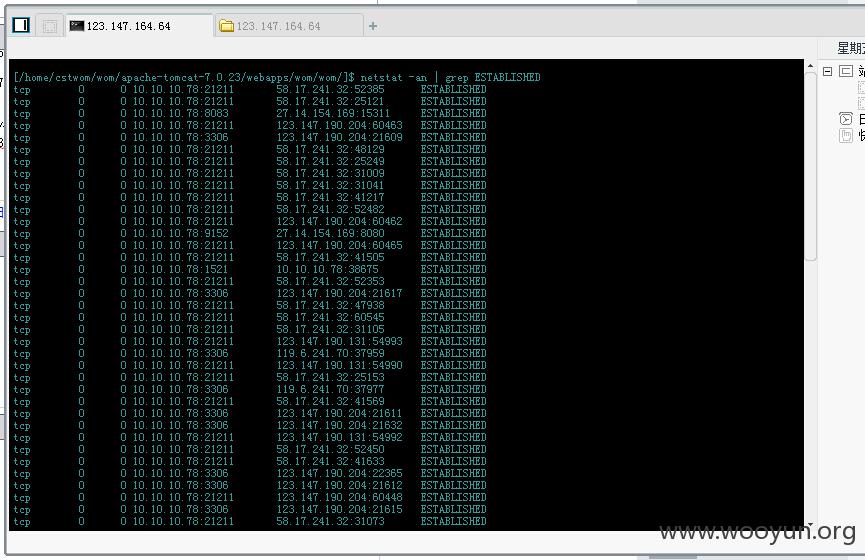 123.147.164.64
123.147.164.64
+
星期五
[/home/cstwom/wom/apache-tomcat-7.0.23/webapps/wom/wom/]$ netstat -an | grep ESTABLISHED
tcp 0 0 10.10.10.78:21211 58.17.241.32:52385 ESTABLISHED
tcp 0 0 10.10.10.78:21211 58.17.241.32:25121 ESTABLISHED
tcp 0 0 10.10.10.78:8083 27.14.154.169:15311 ESTABLISHED
tcp 0 0 10.10.10.78:21211 123.147.190.204:60463 ESTABLISHED
tcp 0 0 10.10.10.78:3306 123.147.190.204:21609 ESTABLISHED
tcp 0 0 10.10.10.78:21211 58.17.241.32:48129 ESTABLISHED
tcp 0 0 10.10.10.78:21211 58.17.241.32:25249 ESTABLISHED
tcp 0 0 10.10.10.78:21211 58.17.241.32:31009 ESTABLISHED
tcp 0 0 10.10.10.78:21211 58.17.241.32:31041 ESTABLISHED
tcp 0 0 10.10.10.78:21211 58.17.241.32:41217 ESTABLISHED
tcp 0 0 10.10.10.78:21211 58.17.241.32:52482 ESTABLISHED
tcp 0 0 10.10.10.78:21211 123.147.190.204:60462 ESTABLISHED
tcp 0 0 10.10.10.78:9152 27.14.154.169:8080 ESTABLISHED
tcp 0 0 10.10.10.78:21211 123.147.190.204:60465 ESTABLISHED
tcp 0 0 10.10.10.78:21211 58.17.241.32:41505 ESTABLISHED
tcp 0 0 10.10.10.78:1521 10.10.10.78:38675 ESTABLISHED
tcp 0 0 10.10.10.78:21211 58.17.241.32:52353 ESTABLISHED
tcp 0 0 10.10.10.78:3306 123.147.190.204:21617 ESTABLISHED
tcp 0 0 10.10.10.78:21211 58.17.241.32:47938 ESTABLISHED
tcp 0 0 10.10.10.78:21211 58.17.241.32:60545 ESTABLISHED
tcp 0 0 10.10.10.78:21211 58.17.241.32:31105 ESTABLISHED
tcp 0 0 10.10.10.78:21211 123.147.190.131:54993 ESTABLISHED
tcp 0 0 10.10.10.78:3306 119.6.241.70:37959 ESTABLISHED
tcp 0 0 10.10.10.78:21211 123.147.190.131:54990 ESTABLISHED
tcp 0 0 10.10.10.78:21211 58.17.241.32:25153 ESTABLISHED
tcp 0 0 10.10.10.78:3306 119.6.241.70:37977 ESTABLISHED
tcp 0 0 10.10.10.78:21211 58.17.241.32:41569 ESTABLISHED
tcp 0 0 10.10.10.78:3306 123.147.190.204:21611 ESTABLISHED
tcp 0 0 10.10.10.78:3306 123.147.190.204:21632 ESTABLISHED
tcp 0 0 10.10.10.78:21211 123.147.190.131:54992 ESTABLISHED
tcp 0 0 10.10.10.78:21211 58.17.241.32:52450 ESTABLISHED
tcp 0 0 10.10.10.78:21211 58.17.241.32:41633 ESTABLISHED
tcp 0 0 10.10.10.78:3306 123.147.190.204:22365 ESTABLISHED
tcp 0 0 10.10.10.78:3306 123.147.190.204:21612 ESTABLISHED
tcp 0 0 10.10.10.78:21211 123.147.190.204:60448 ESTABLISHED
tcp 0 0 10.10.10.78:3306 123.147.190.204:21615 ESTABLISHED
tcp 0 0 10.10.10.78:21211 58.17.241.32:31073 ESTABLISHED
www.wooyun.org